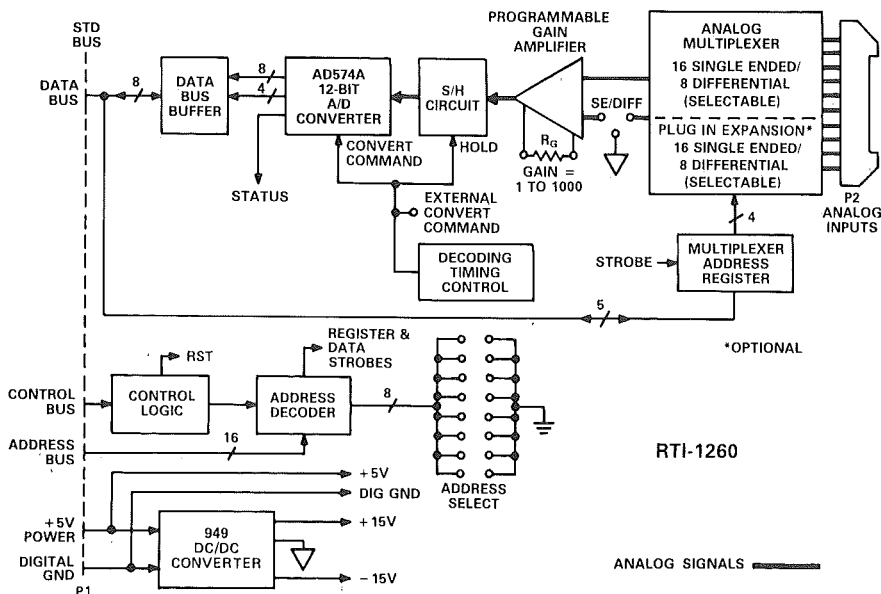 STD
BUS
DATA
BUS
8
DATA
BUS
BUFFER
8
4
AD574A
12-BIT
A/D
CONVERTER
STATUS
CONVERT
COMMAND
S/H
CIRCUIT
HOLD
EXTERNAL
CONVERT
COMMAND
DECODING
TIMING
CONTROL
PROGRAMMABLE
GAIN
AMPLIFIER
RG
GAIN =
1 TO 1000
SE/DIFF
ANALOG
MULTIPLEXER
16 SINGLE ENDED/
8 DIFFERENTIAL
(SELECTABLE)
PLUG IN EXPANSION*
16 SINGLE ENDED/
8 DIFFERENTIAL
(SELECTABLE)
P2
ANALOG
INPUTS
4
STROBE
MULTIPLEXER
ADDRESS
REGISTER
5
*OPTIONAL
CONTROL
BUS
CONTROL
LOGIC
RST
REGISTER &
DATA
STROBES
ADDRESS
DECODER
8
ADDRESS
BUS
16
ADDRESS
SELECT
RTI-1260
+5V
DIG GND
+5V
POWER
DIGITAL
GND
P1
949
DC/DC
CONVERTER
+15V
-15V
ANALOG SIGNALS